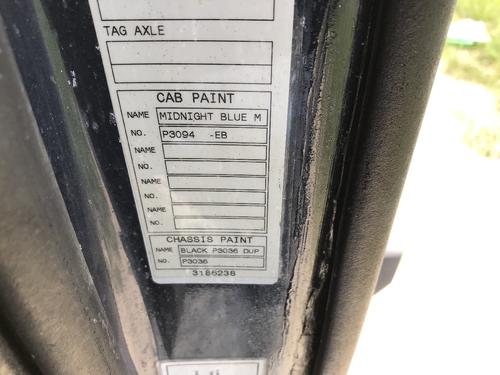 TAG AXLE
CAB PAINT
NAME MIDNIGHT BLUE M
NO. P3094 -EB
NAME
NO.
NAME
NO.
NAME
NO.
CHASSIS PAINT
NAME BLACK P3036 DUP
NO. P3036
3186238